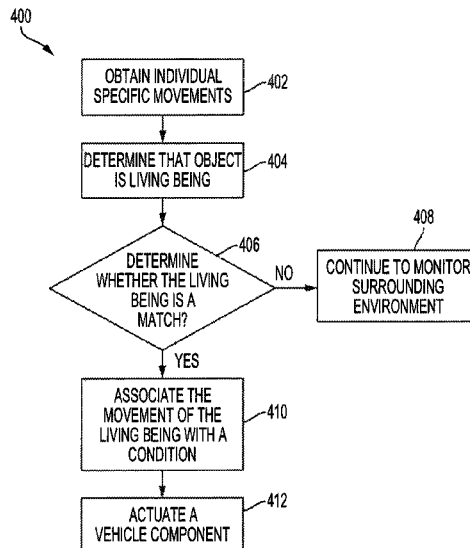 400
OBTAIN INDIVIDUAL
SPECIFIC MOVEMENTS
402
DETERMINE THAT OBJECT
IS LIVING BEING
404
DETERMINE
WHETHER THE LIVING
BEING IS A
MATCH?
406
NO
408
CONTINUE TO MONITOR
SURROUNDING
ENVIRONMENT
YES
ASSOCIATE THE
MOVEMENT OF THE
LIVING BEING WITH A
CONDITION
410
ACTUATE A
VEHICLE COMPONENT
412